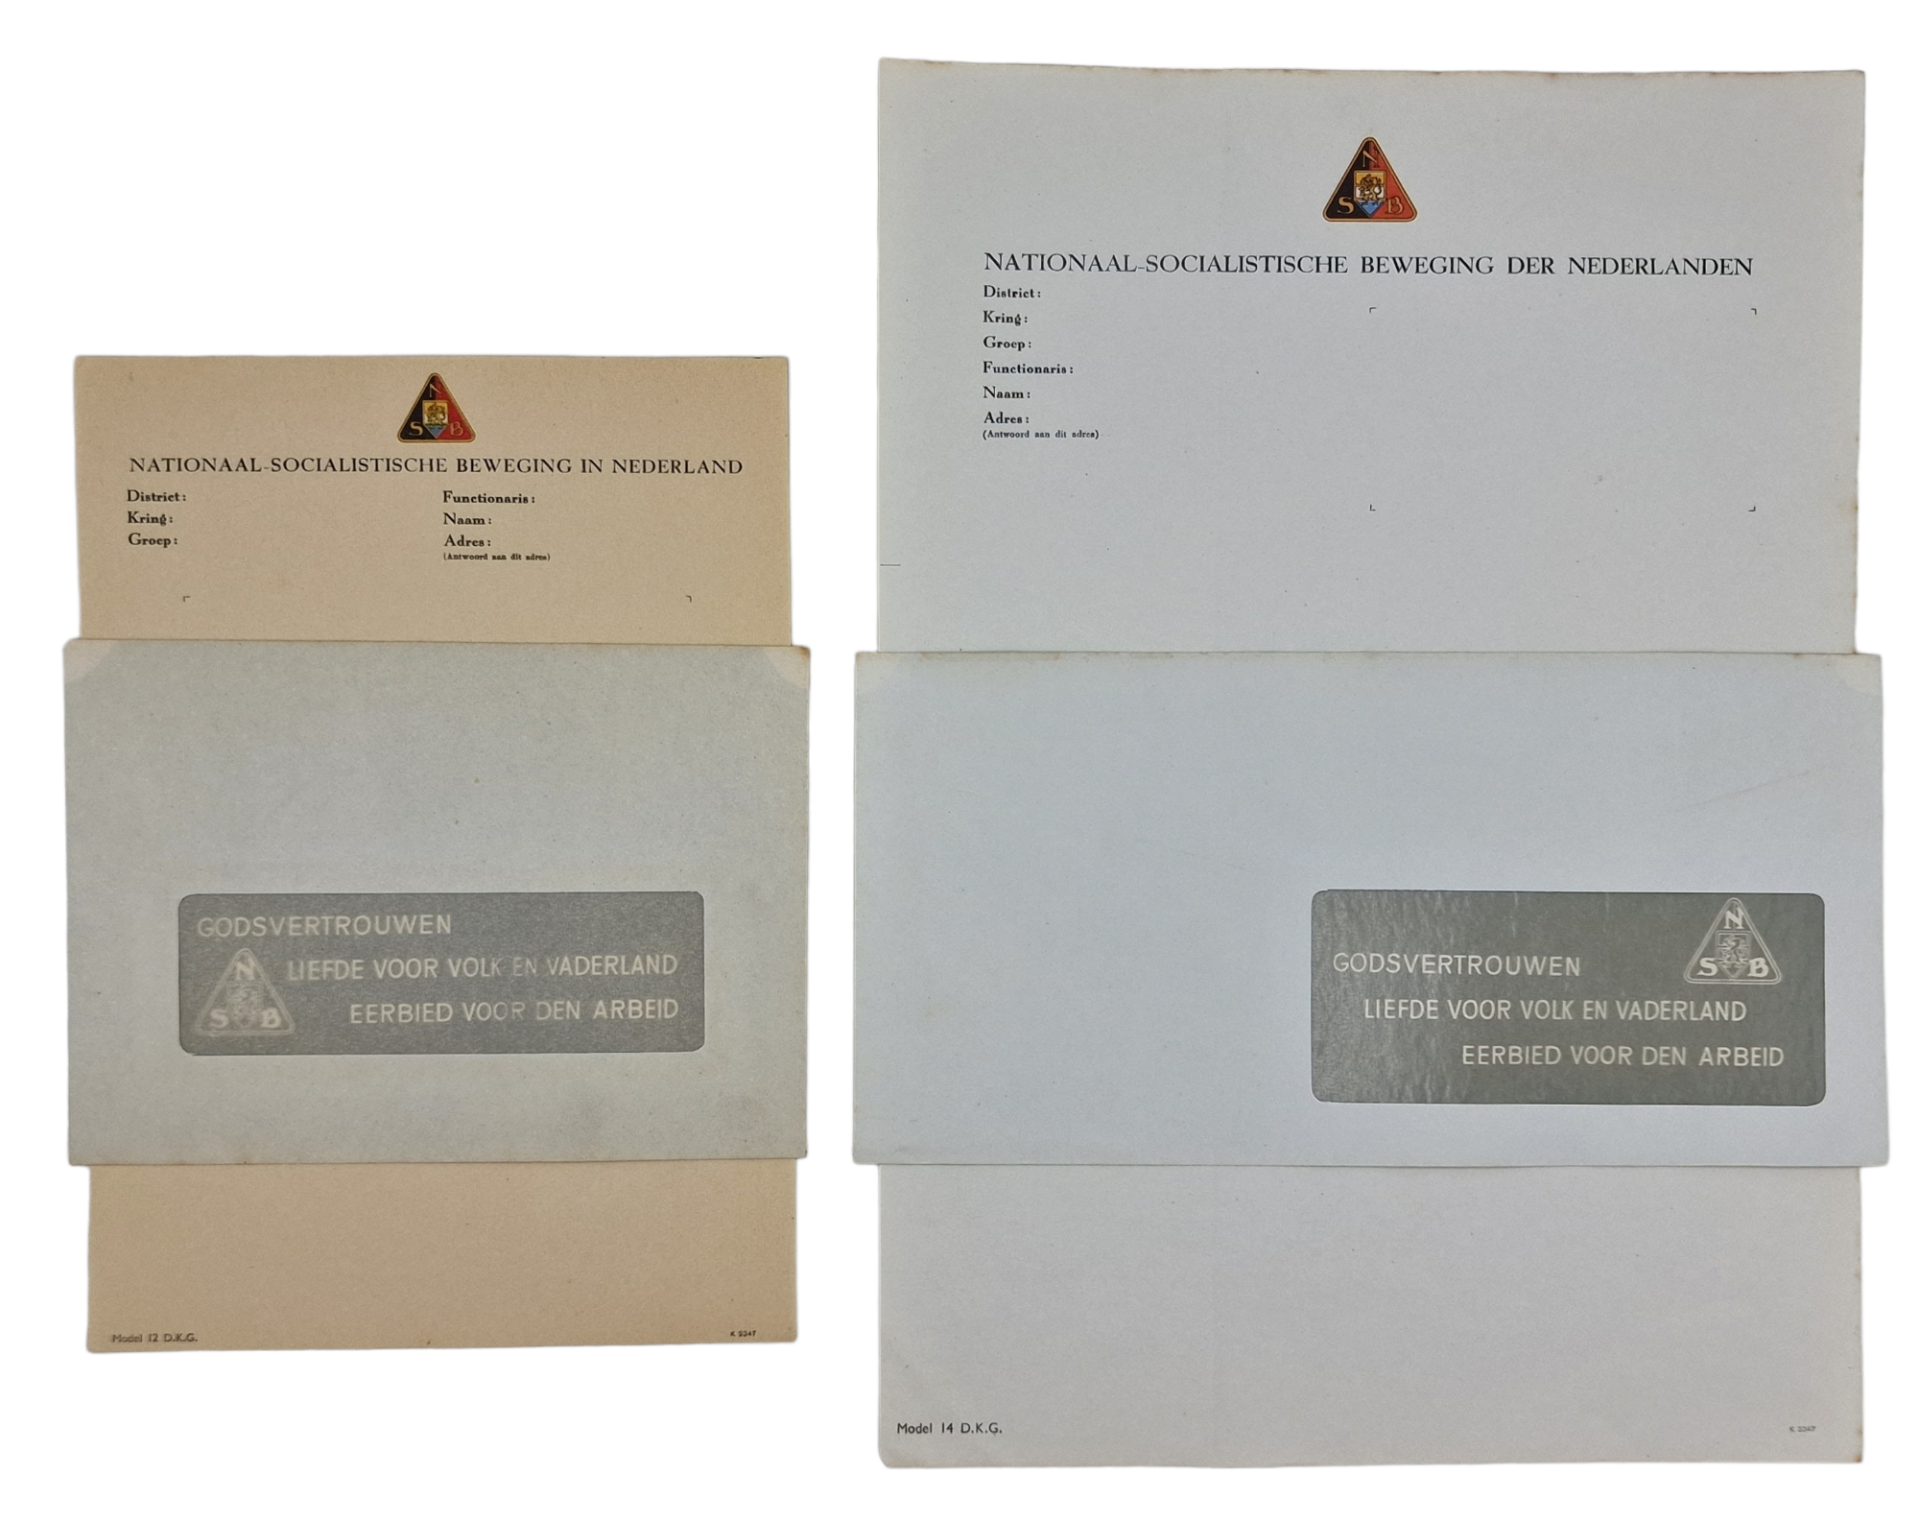 N
S B
NATIONAAL-SOCIALISTISCHE BEWEGING IN NEDERLAND
District:
Kring:
Groep:
Functionaris:
Naam:
Adres:
(Antwoord aan dit adres)
GODSVERTROUWEN
LIEFDE VOOR VOLK EN VADERLAND
EERBIED VOOR DEN ARBEID
N
S B
Model 12 D.K.G.
K 2347
N
S B
NATIONAAL-SOCIALISTISCHE BEWEGING DER NEDERLANDEN
District:
Kring:
Groep:
Functionaris:
Naam:
Adres:
(Antwoord aan dit adres)
N
S B
GODSVERTROUWEN
LIEFDE VOOR VOLK EN VADERLAND
EERBIED VOOR DEN ARBEID
Model 14 D.K.G.
K 2347